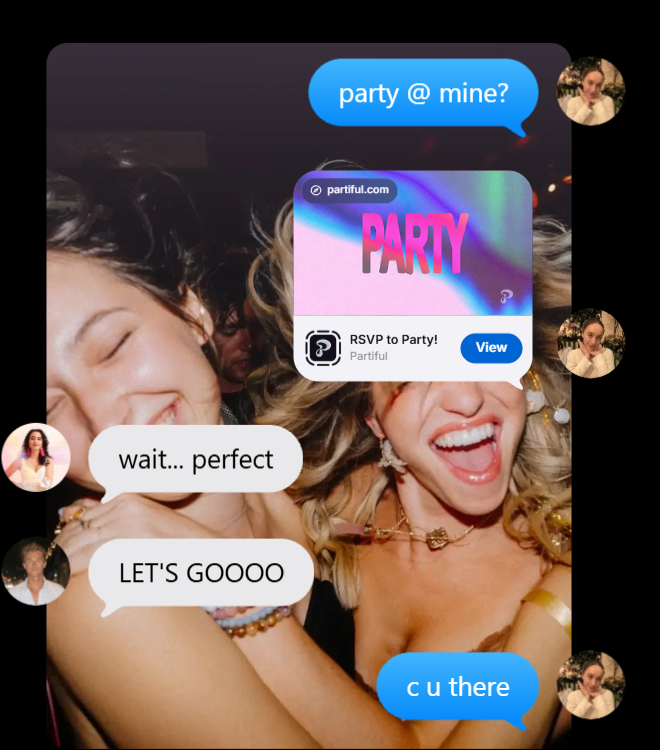 party @ mine?
partiful.com
PARTY
RSVP to Party!
Partiful
View
wait... perfect
LET'S GOOOO
c u there